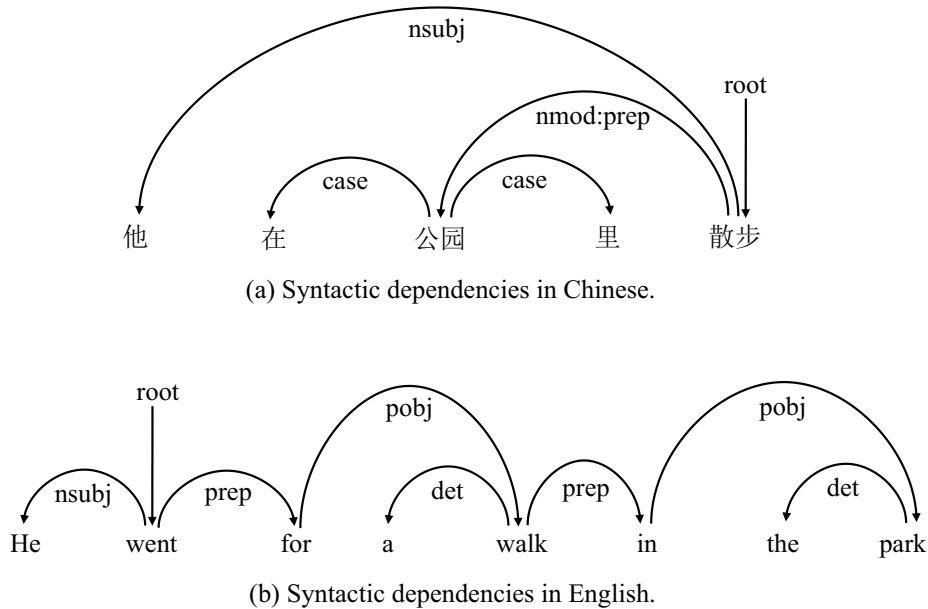 nsubj
root
nmod:prep
case case
他 在 公园 里 散步
(a) Syntactic dependencies in Chinese.
root
pobj pobj
nsubj prep det prep det
He went for a walk in the park
(b) Syntactic dependencies in English.